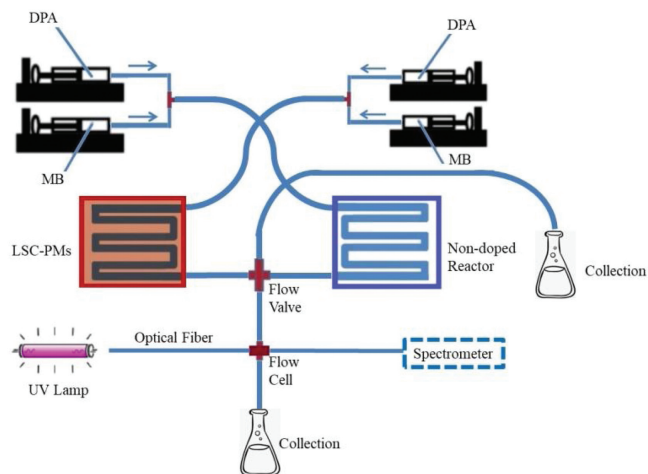 DPA
DPA
MB
MB
LSC-PMs
Non-doped
Reactor
Collection
Flow
Valve
Optical Fiber
Spectrometer
UV Lamp
Flow
Cell
Collection